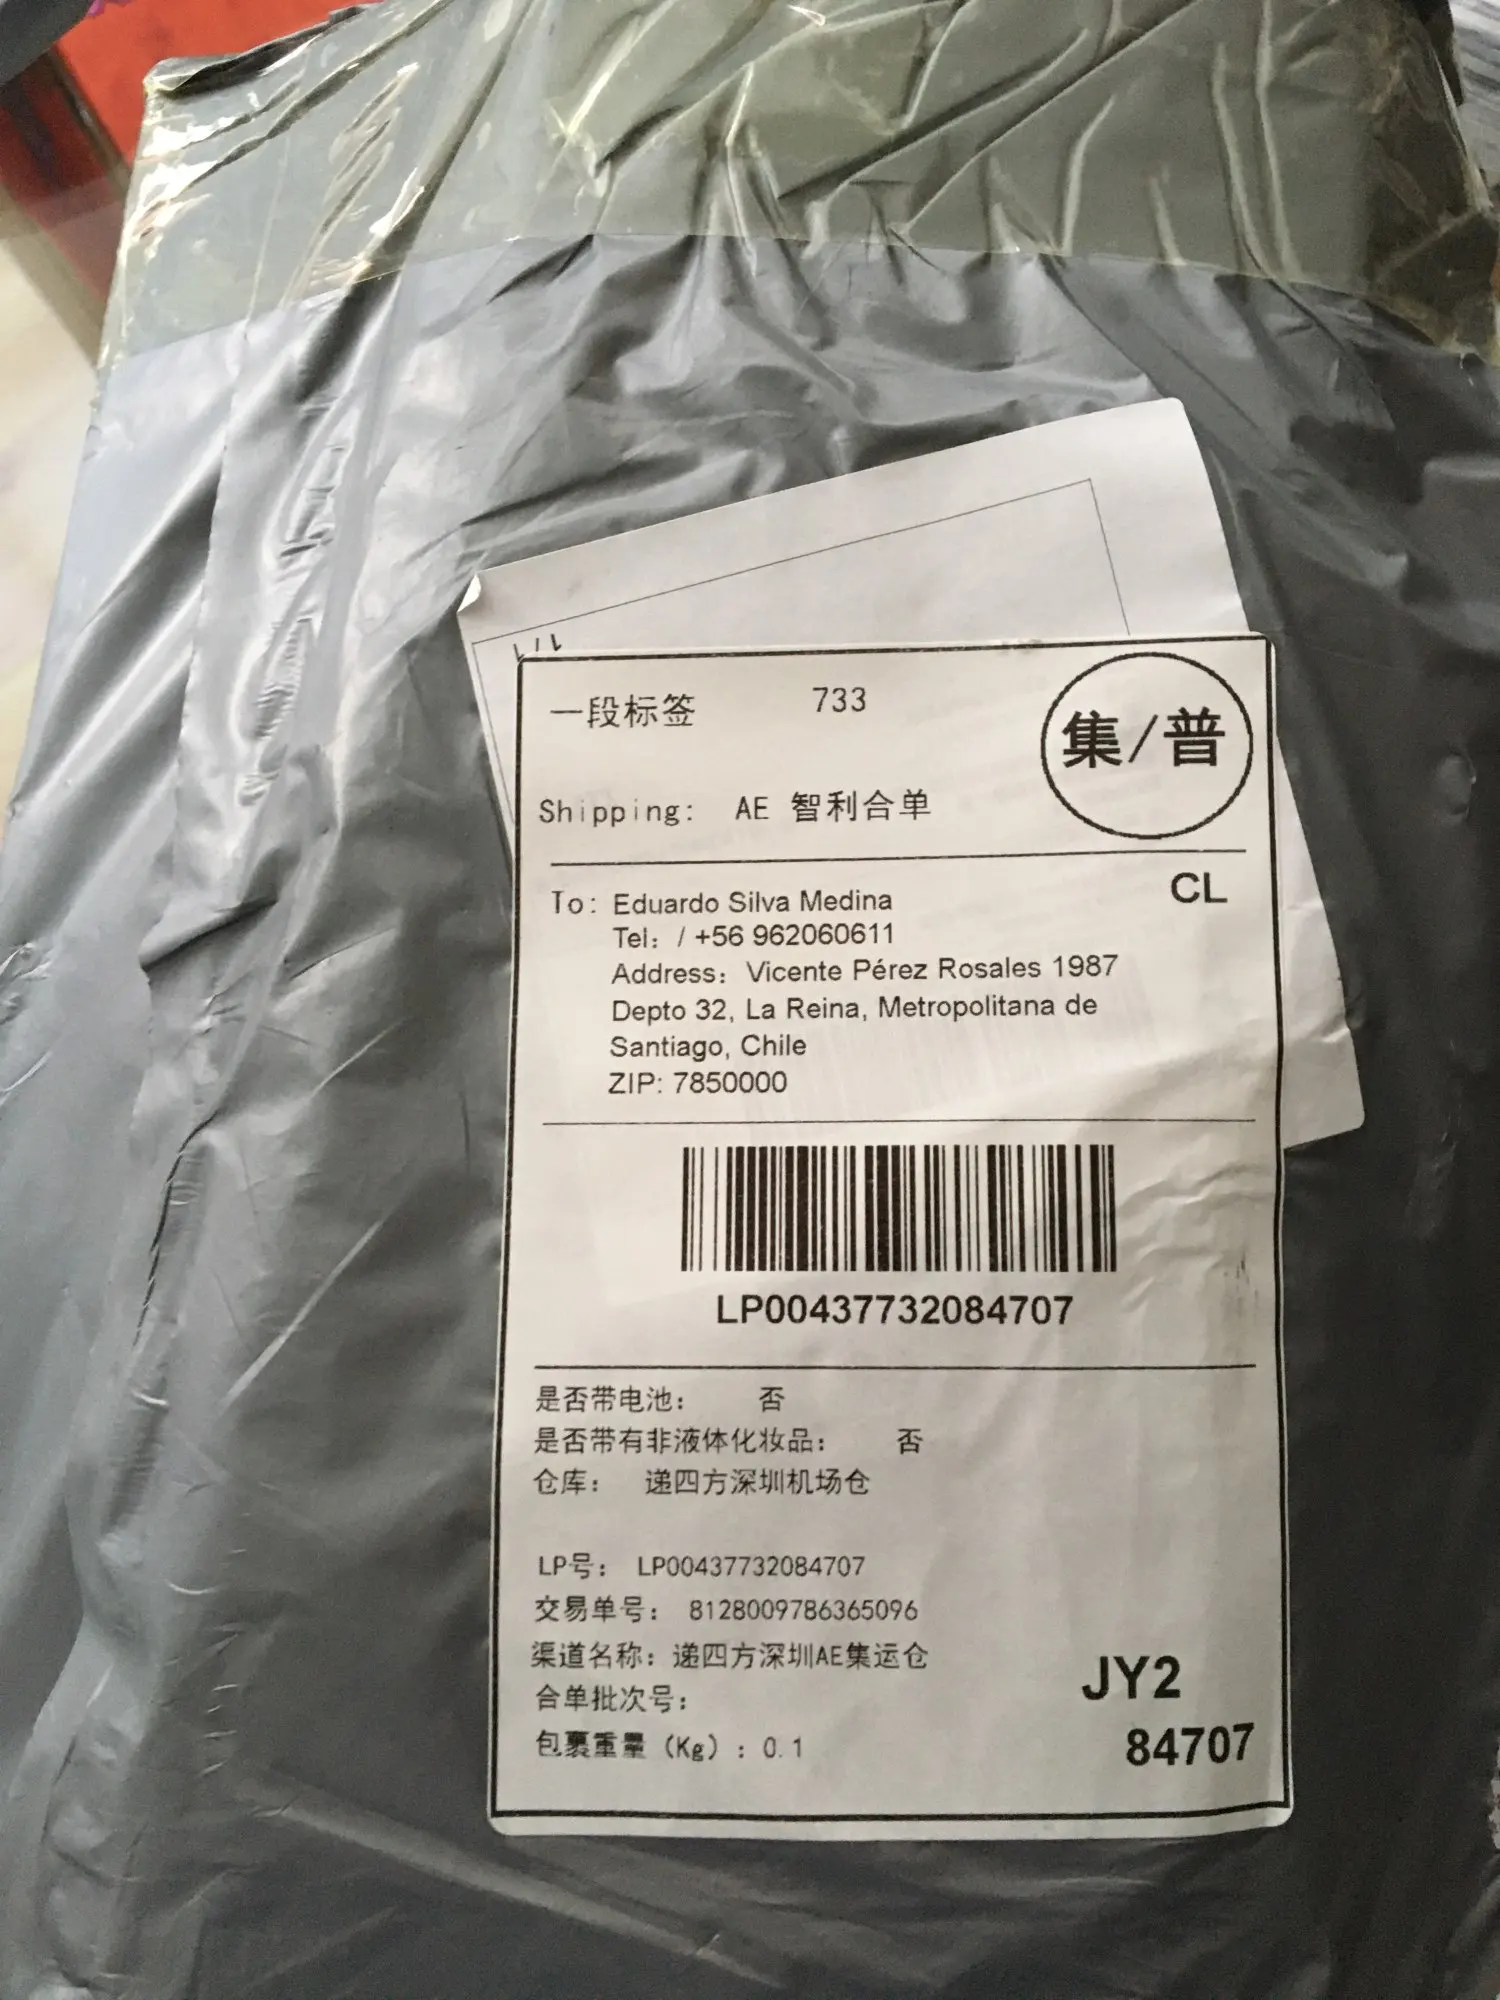 1/1
一段标签 733
集/普
Shipping: AE 智利合单
CL
To: Eduardo Silva Medina
Tel: / +56 962060611
Address: Vicente Pérez Rosales 1987
Depto 32, La Reina, Metropolitana de
Santiago, Chile
ZIP: 7850000
LP00437732084707
是否带电池: 否
是否带有非液体化妆品: 否
仓库: 递四方深圳机场仓
LP号: LP00437732084707
交易单号: 8128009786365096
渠道名称: 递四方深圳AE集运仓
合单批次号:
包裹重量 (Kg) : 0.1
JY2
84707